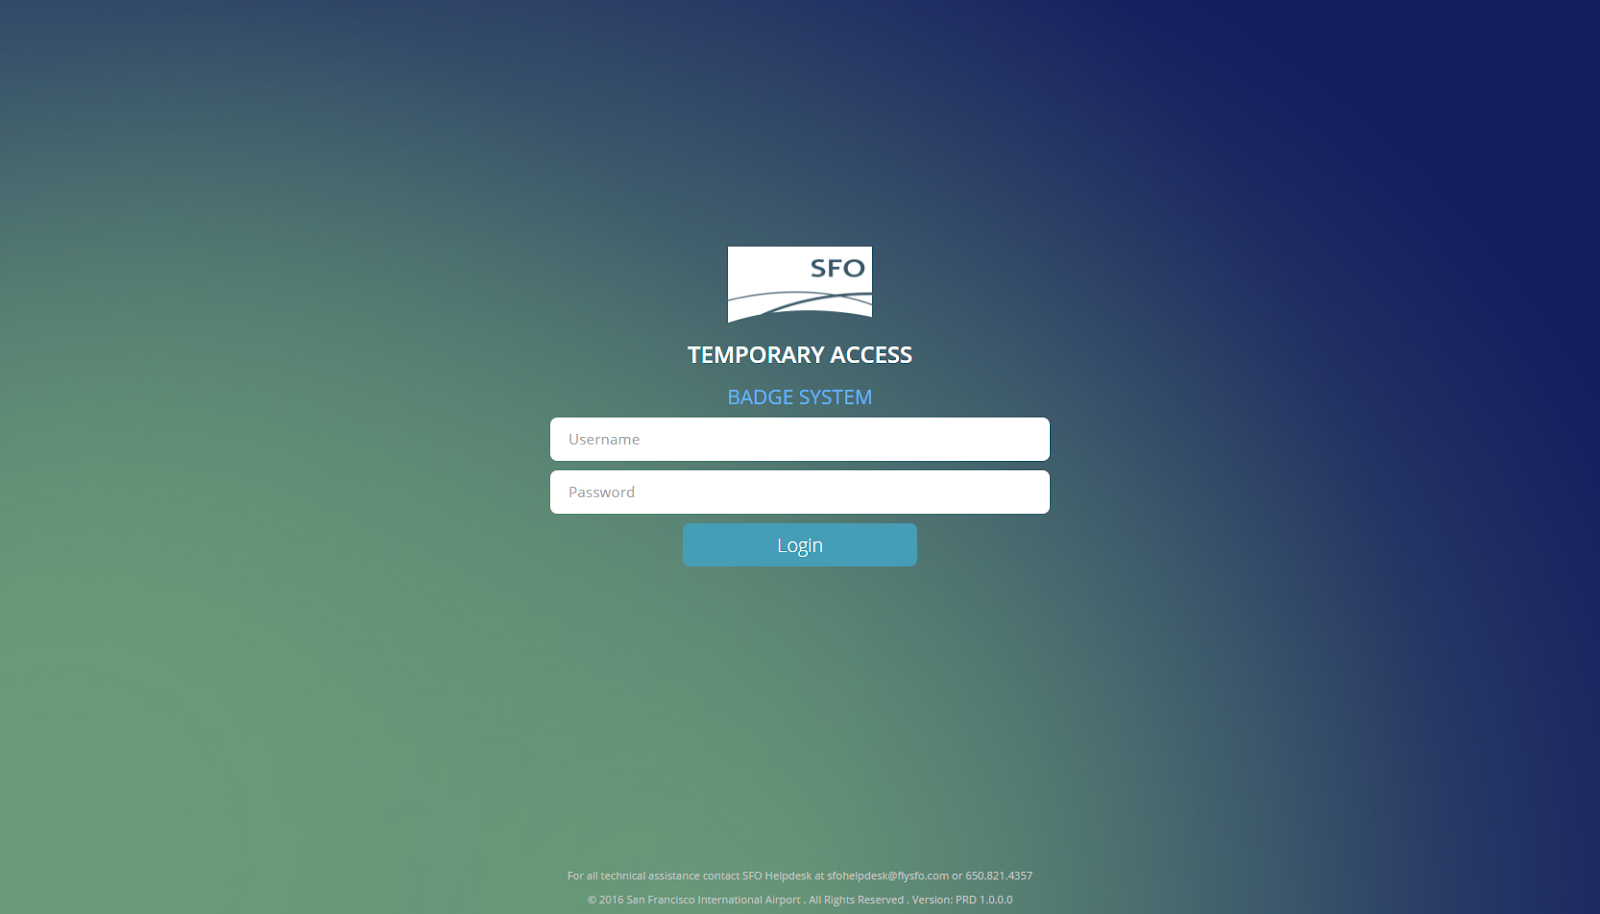 SFO
TEMPORARY ACCESS
BADGE SYSTEM
Username
Password
Login
For all technical assistance contact SFO Helpdesk at sfohelpdesk@flysfo.com or 650.821.4357
© 2016 San Francisco International Airport . All Rights Reserved . Version: PRD 1.0.0.0